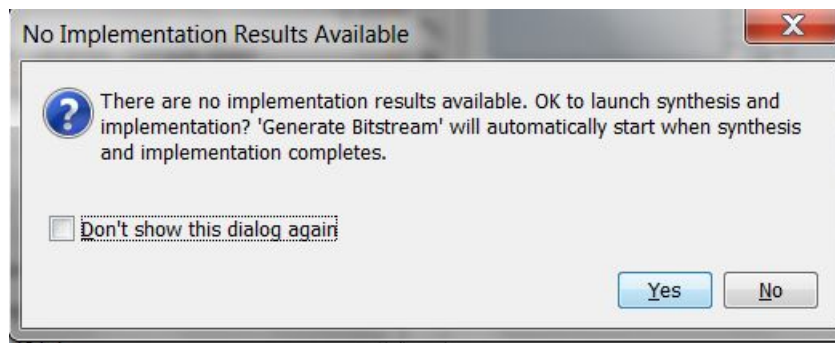 No Implementation Results Available
X
There are no implementation results available. OK to launch synthesis and
implementation? 'Generate Bitstream' will automatically start when synthesis
and implementation completes.
Don't show this dialog again
Yes No